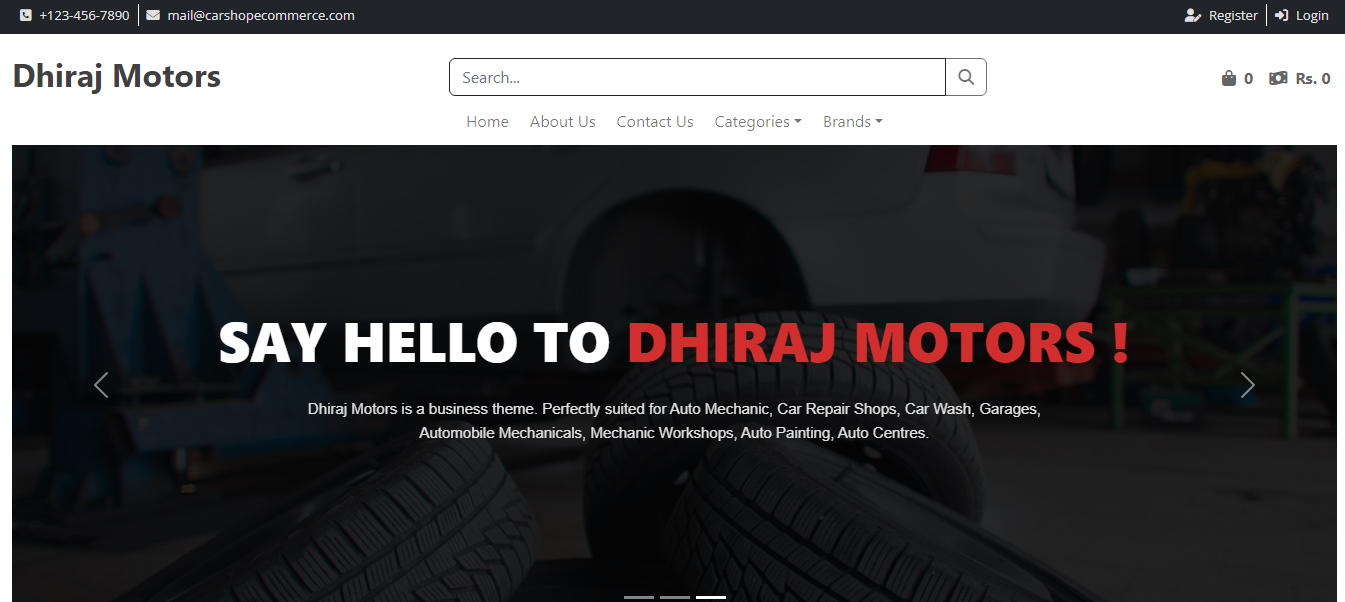 +123-456-7890 mail@carshopecommerce.com Register Login
Dhiraj Motors Search... 0 Rs. 0
Home About Us Contact Us Categories Brands
SAY HELLO TO DHIRAJ MOTORS !
Dhiraj Motors is a business theme. Perfectly suited for Auto Mechanic, Car Repair Shops, Car Wash, Garages,
Automobile Mechanicals, Mechanic Workshops, Auto Painting, Auto Centres.